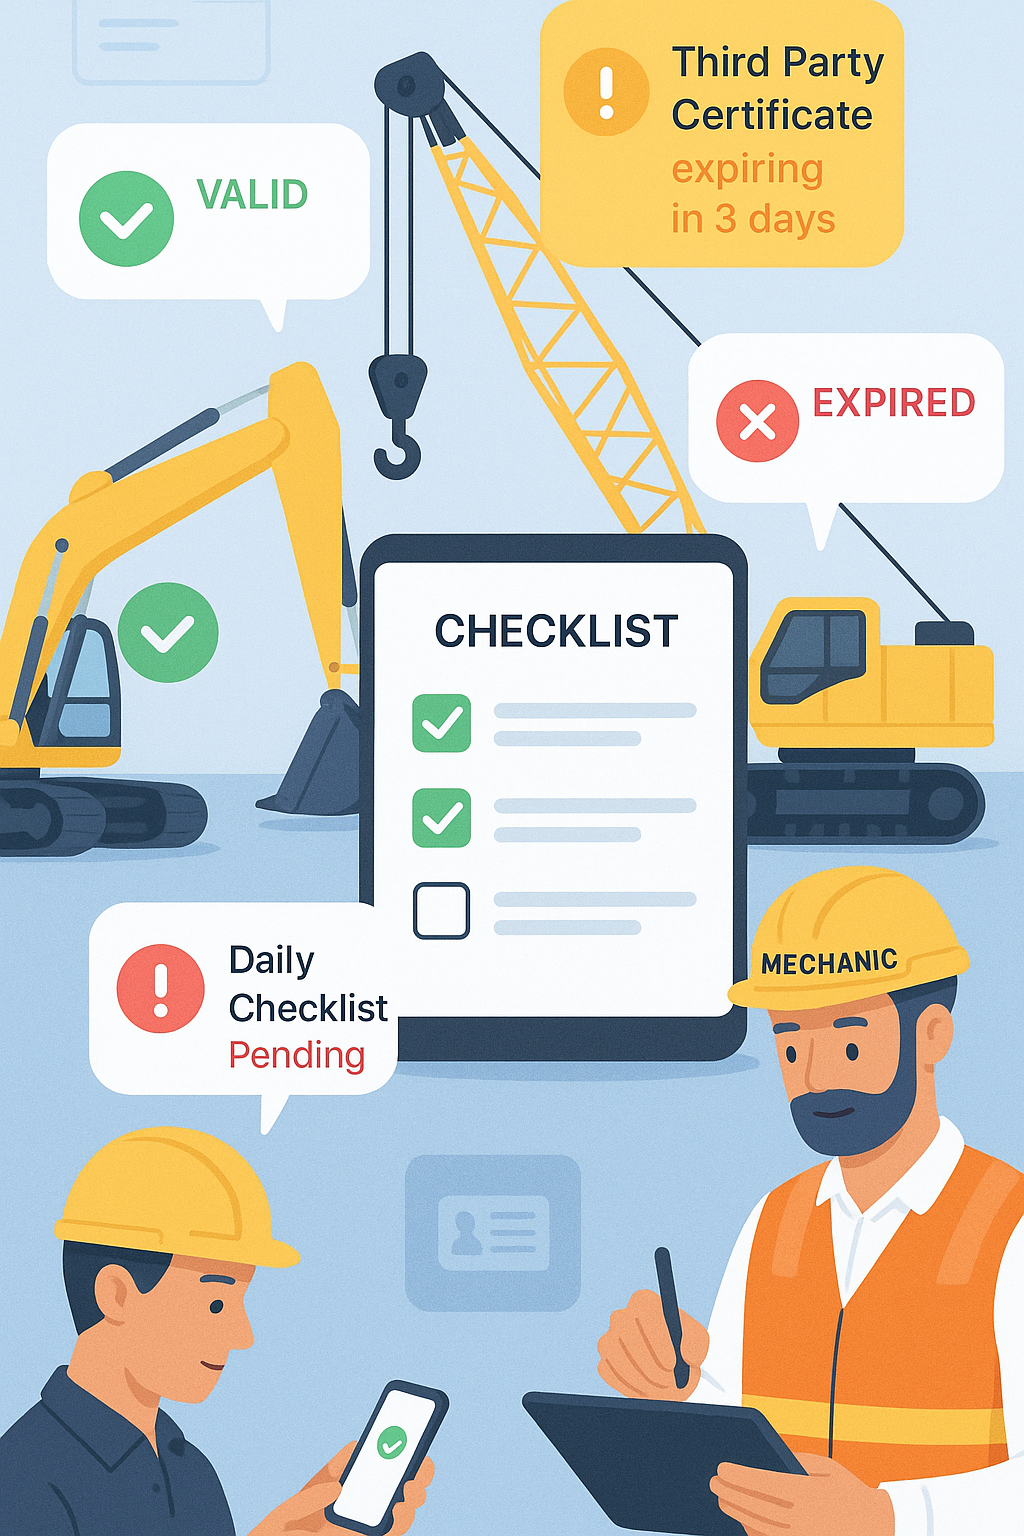 Third Party
Certificate
expiring
in 3 days
VALID
EXPIRED
CHECKLIST
Daily
Checklist
Pending
MECHANIC